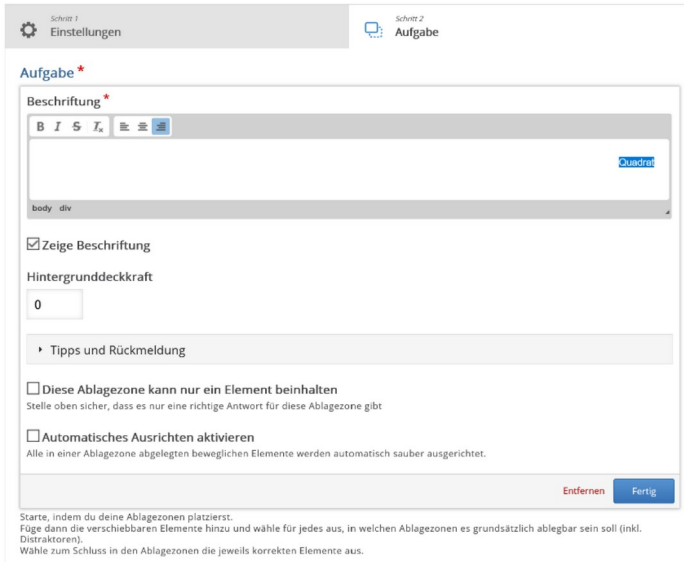 Schritt 1
Einstellungen
Schritt 2
Aufgabe
Aufgabe *
Beschriftung *
B I S Tx
Quadrat
body div
Zeige Beschriftung
Hintergrunddeckkraft
0
Tipps und Rückmeldung
Diese Ablagezone kann nur ein Element beinhalten
Stelle oben sicher, dass es nur eine richtige Antwort für diese Ablagezone gibt
Automatisches Ausrichten aktivieren
Alle in einer Ablagezone abgelegten beweglichen Elemente werden automatisch sauber ausgerichtet.
Entfernen Fertig
Starte, indem du deine Ablagezonen platzierst.
Füge dann die verschiebbaren Elemente hinzu und wähle für jedes aus, in welchen Ablagezonen es grundsätzlich ablegbar sein soll (inkl.
Distraktoren).
Wähle zum Schluss in den Ablagezonen die jeweils korrekten Elemente aus.